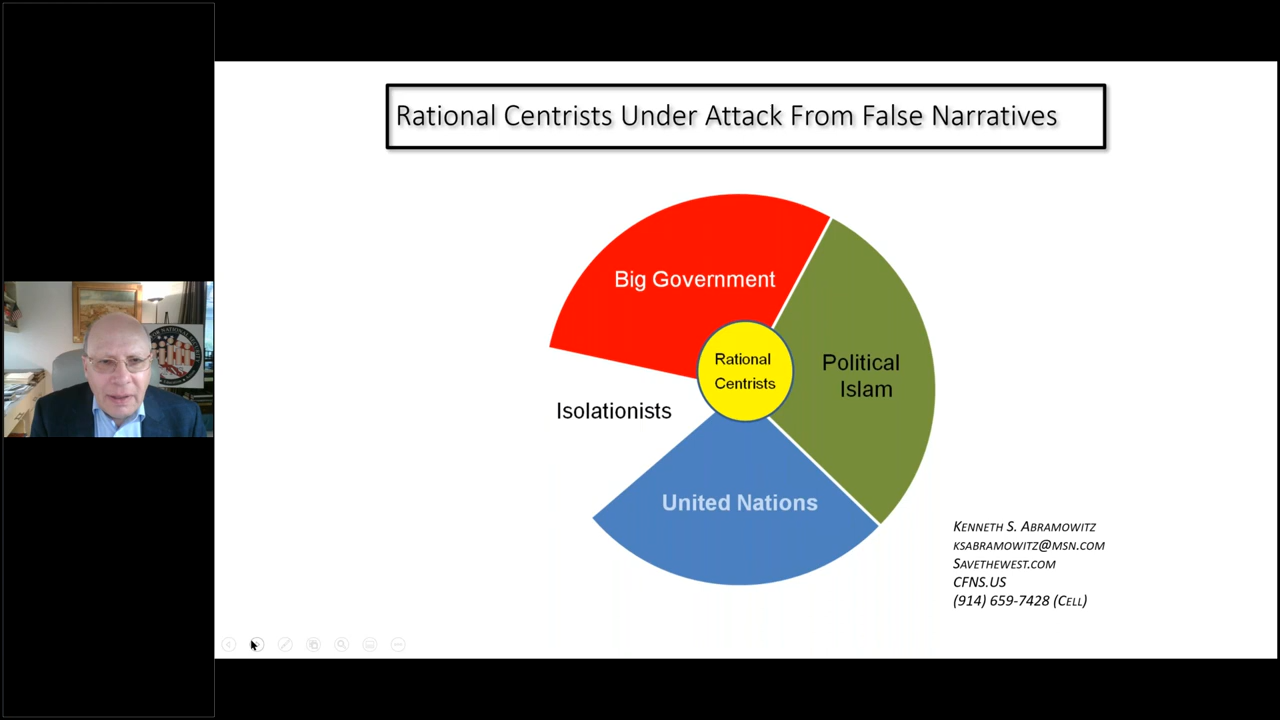 Rational Centrists Under Attack From False Narratives
Big Government
Rational
Centrists
Political
Islam
Isolationists
United Nations
KENNETH S. ABRAMOWITZ
KSABRAMOWITZ@MSN.COM
SAVETHEWEST.COM
CFNS.US
(914) 659-7428 (CELL)